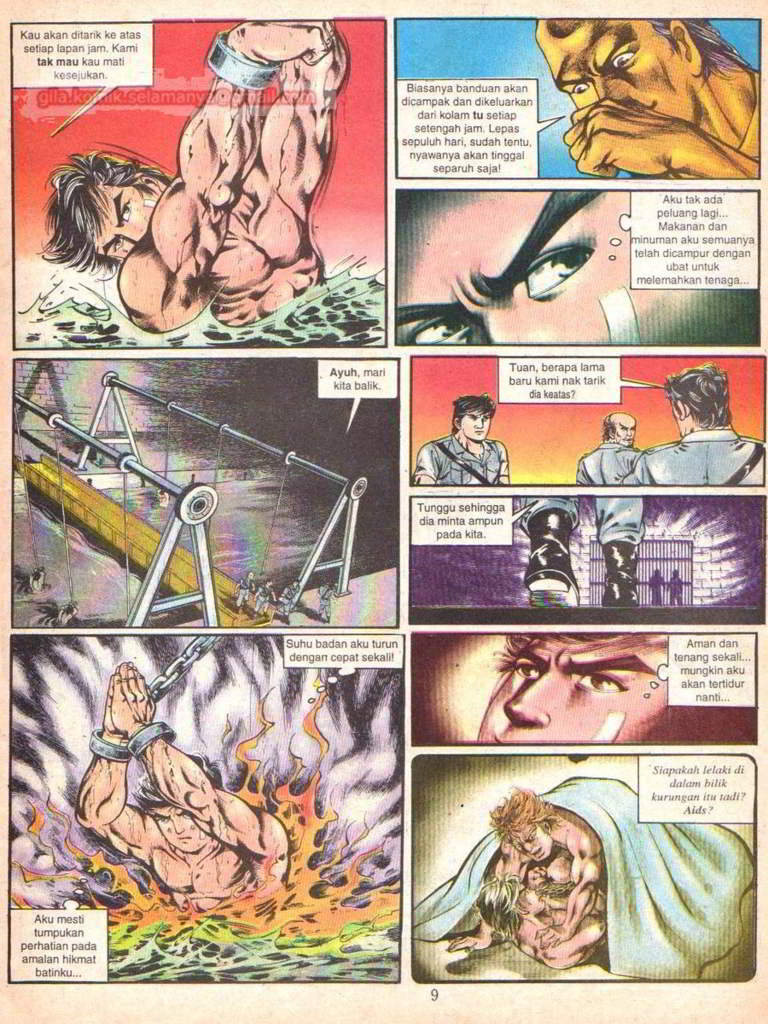 Kau akan ditarik ke atas
setiap lapan jam. Kami
tak mau kau mati
kesejukan.
gila.komik.selamanya@gmail.com
Biasanya banduan akan
dicampak dan dikeluarkan
dari kolam tu setiap
setengah jam. Lepas
sepuluh hari, sudah tentu,
nyawanya akan tinggal
separuh saja!
Aku tak ada
peluang lagi...
Makanan dan
minuman aku semuanya
telah dicampur dengan
ubat untuk
melemahkan tenaga...
Ayuh, mari
kita balik.
Tuan, berapa lama
baru kami nak tarik
dia keatas?
Tunggu sehingga
dia minta ampun
pada kita.
Suhu badan aku turun
dengan cepat sekali!
Aku mesti
tumpukan
perhatian pada
amalan hikmat
batinku...
Aman dan
tenang sekali...
mungkin aku
akan tertidur
nanti...
Siapakah lelaki di
dalam bilik
kurungan itu tadi?
Aids?
9